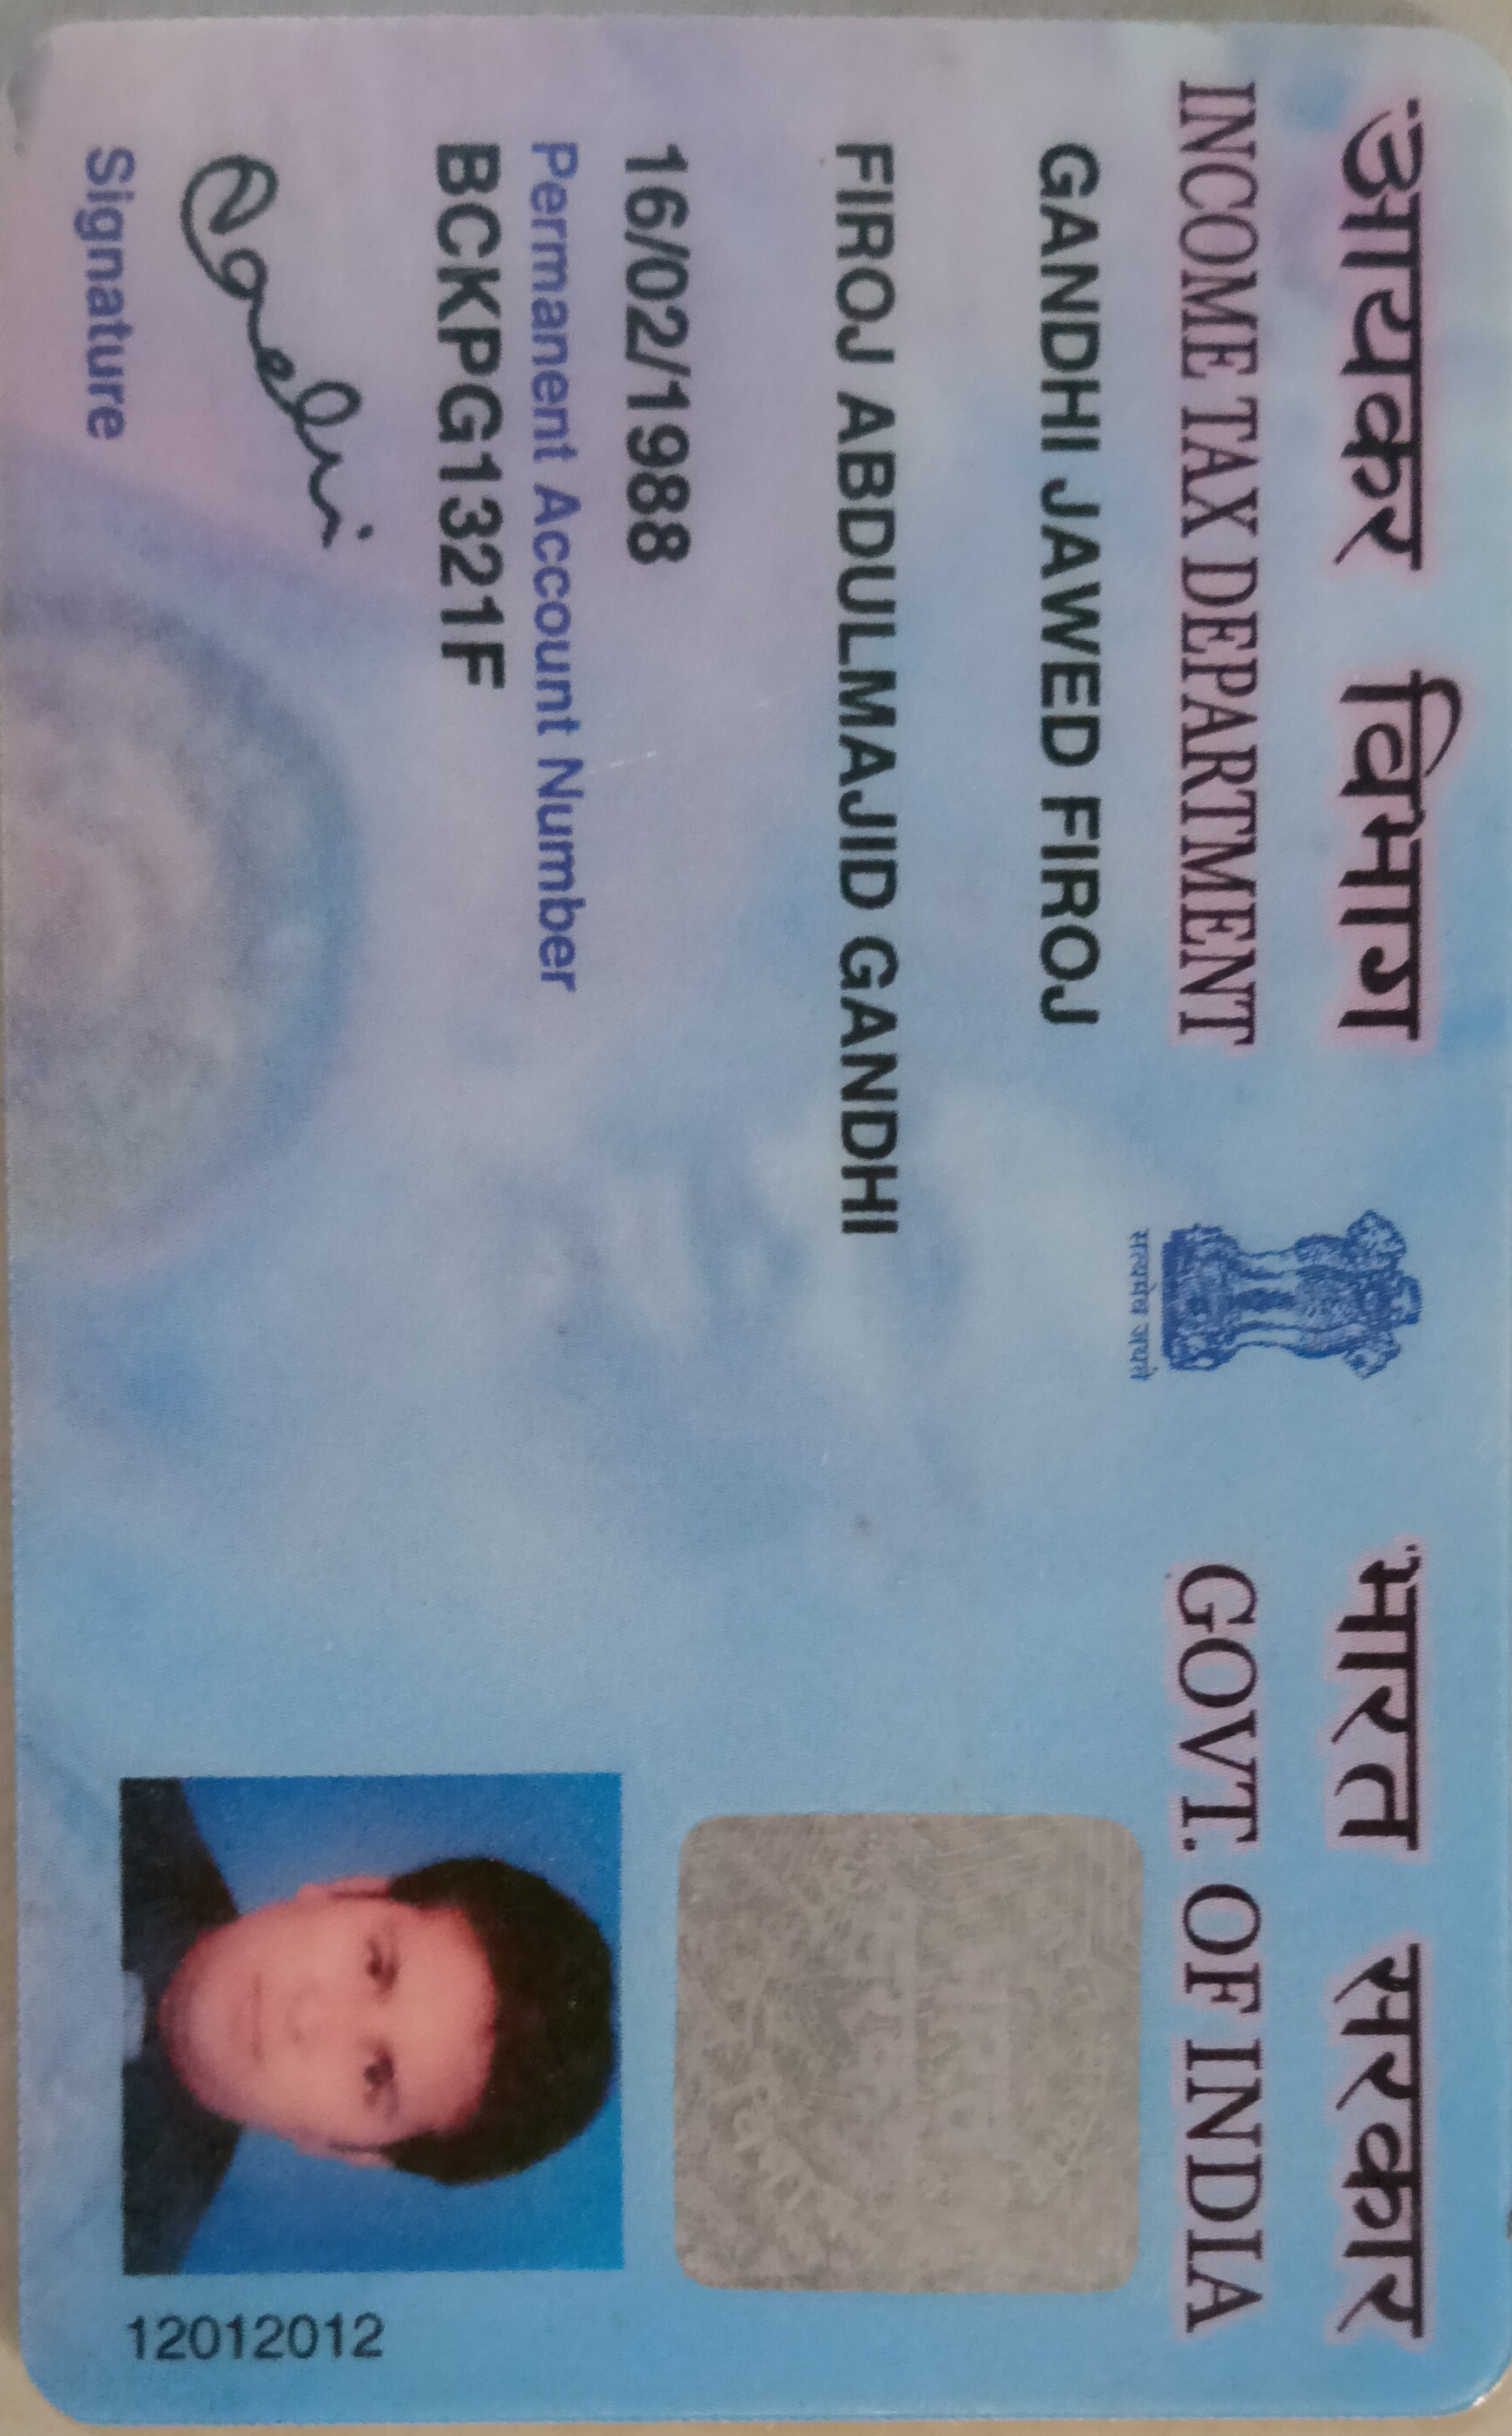 आयकर विभाग
INCOME TAX DEPARTMENT
सत्यमेव जयते
भारत सरकार
GOVT. OF INDIA
GANDHI JAWED FIROJ
FIROJ ABDULMAJID GANDHI
16/02/1988
Permanent Account Number
BCKPG1321F
Signature
12012012